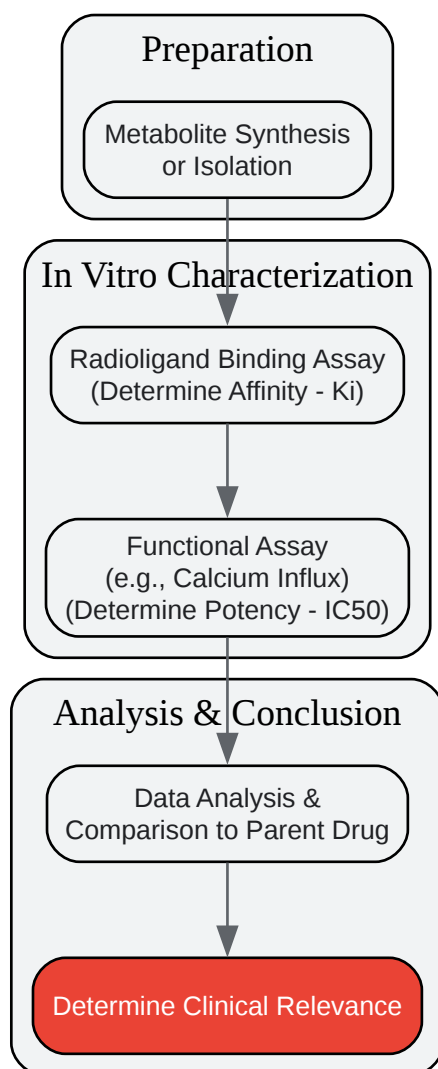 Preparation
Metabolite Synthesis
or Isolation
In Vitro Characterization
Radioligand Binding Assay
(Determine Affinity - Ki)
Functional Assay
(e.g., Calcium Influx)
(Determine Potency - IC50)
Analysis & Conclusion
Data Analysis &
Comparison to Parent Drug
Determine Clinical Relevance